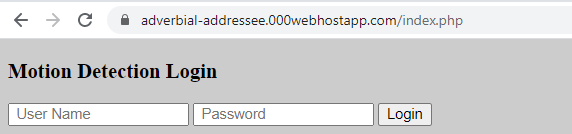 adverbial-addressee.000webhostapp.com/index.php
Motion Detection Login
User Name Password Login